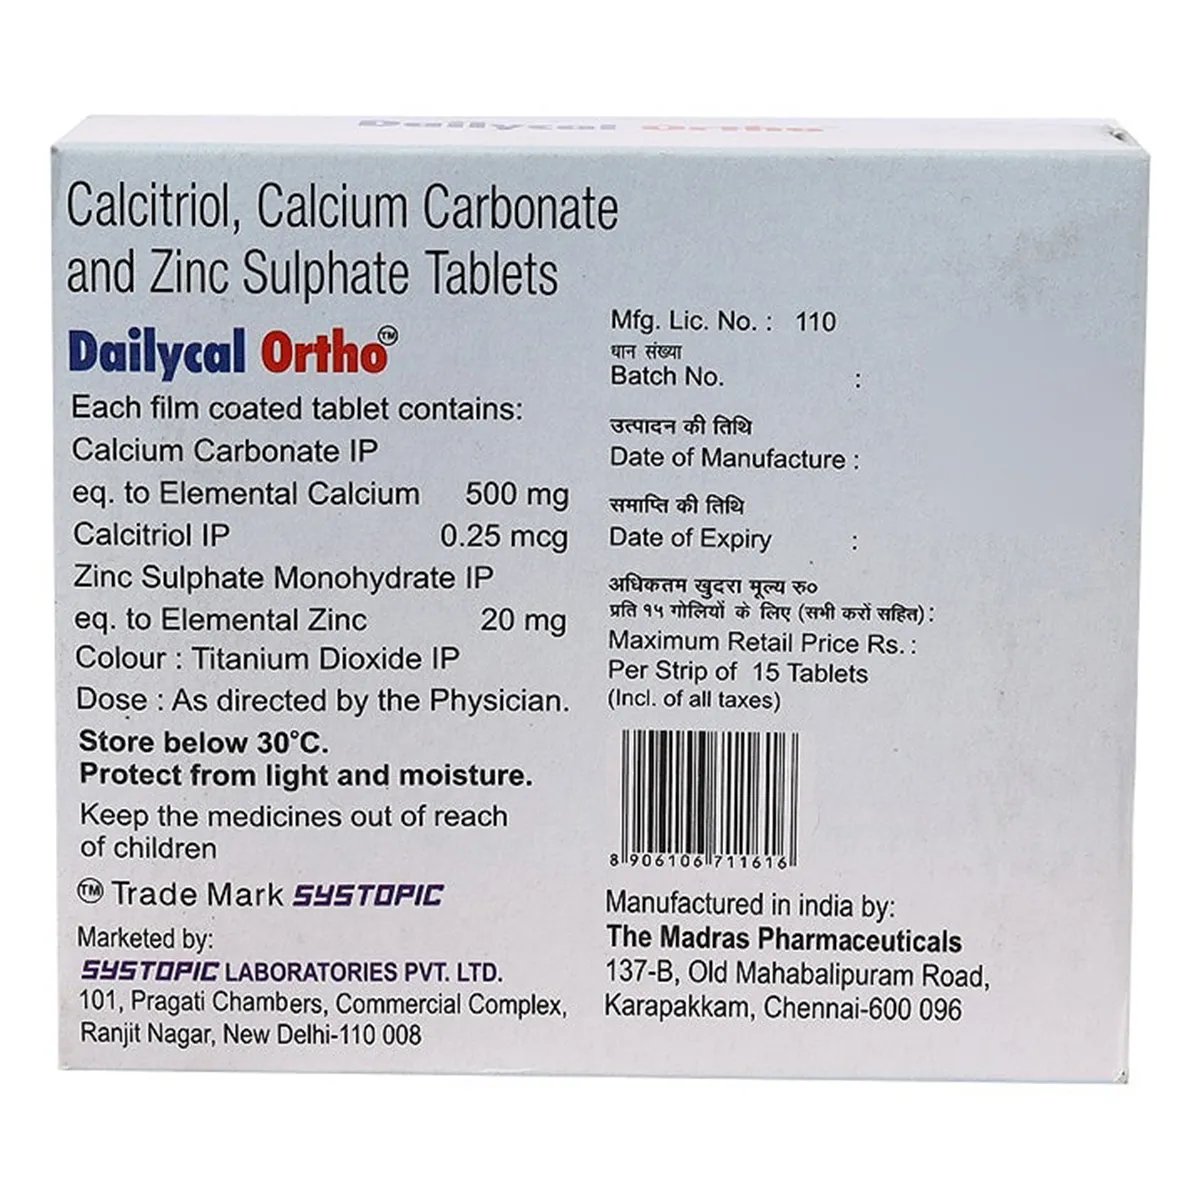 Dailycal Ortho
Calcitriol, Calcium Carbonate
and Zinc Sulphate Tablets
Dailycal Ortho™
Each film coated tablet contains:
Calcium Carbonate IP
eq. to Elemental Calcium 500 mg
Calcitriol IP 0.25 mcg
Zinc Sulphate Monohydrate IP
eq. to Elemental Zinc 20 mg
Colour : Titanium Dioxide IP
Dose : As directed by the Physician.
Store below 30°C.
Protect from light and moisture.
Keep the medicines out of reach
of children
™ Trade Mark SYSTOPIC
Marketed by:
SYSTOPIC LABORATORIES PVT. LTD.
101, Pragati Chambers, Commercial Complex,
Ranjit Nagar, New Delhi-110 008
Mfg. Lic. No. : 110
घान संख्या
Batch No. :
उत्पादन की तिथि
Date of Manufacture :
समाप्ति की तिथि
Date of Expiry :
अधिकतम खुदरा मूल्य रु०
प्रति १५ गोलियों के लिए (सभी करों सहित) :
Maximum Retail Price Rs. :
Per Strip of 15 Tablets
(Incl. of all taxes)
8 906106 711616
Manufactured in india by:
The Madras Pharmaceuticals
137-B, Old Mahabalipuram Road,
Karapakkam, Chennai-600 096